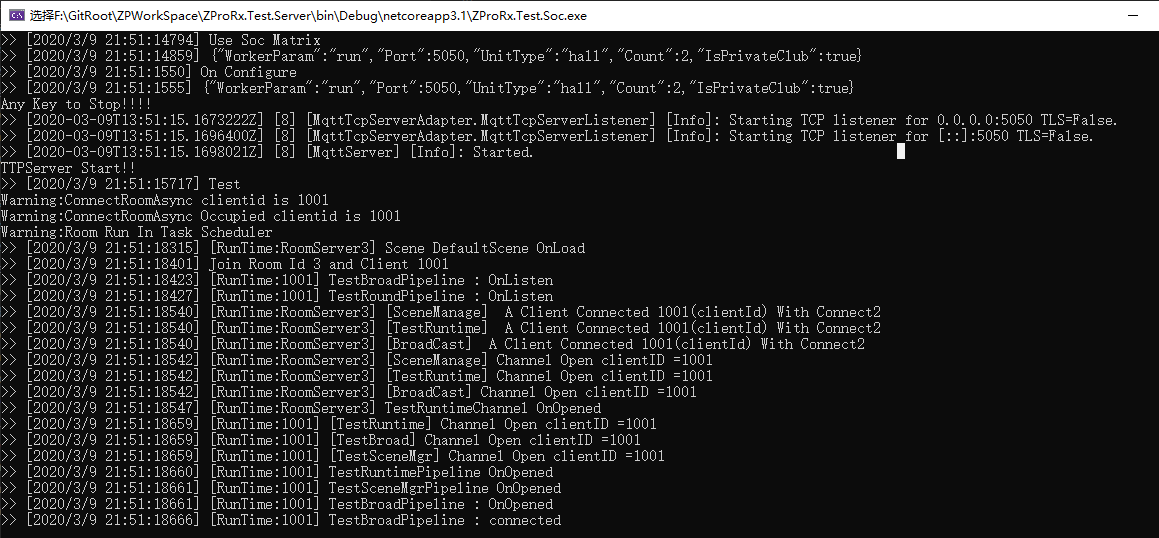 选择F:\GitRoot\ZPWorkSpace\ZProRx.Test.Server\bin\Debug\netcoreapp3.1\ZProRx.Test.Soc.exe
>> [2020/3/9 21:51:14794] Use Soc Matrix
>> [2020/3/9 21:51:14859] {"WorkerParam":"run","Port":5050,"UnitType":"hall","Count":2,"IsPrivateClub":true}
>> [2020/3/9 21:51:1550] On Configure
>> [2020/3/9 21:51:1555] {"WorkerParam":"run","Port":5050,"UnitType":"hall","Count":2,"IsPrivateClub":true}
Any Key to Stop!!!!
>> [2020-03-09T13:51:15.1673222Z] [8] [MqttTcpServerAdapter.MqttTcpServerListener] [Info]: Starting TCP listener for 0.0.0.0:5050 TLS=False.
>> [2020-03-09T13:51:15.1696400Z] [8] [MqttTcpServerAdapter.MqttTcpServerListener] [Info]: Starting TCP listener for [::]:5050 TLS=False.
>> [2020-03-09T13:51:15.1698021Z] [8] [MqttServer] [Info]: Started.
TTPServer Start!!
>> [2020/3/9 21:51:15717] Test
Warning:ConnectRoomAsync clientid is 1001
Warning:ConnectRoomAsync Occupied clientid is 1001
Warning:Room Run In Task Scheduler
>> [2020/3/9 21:51:18315] [RunTime:RoomServer3] Scene DefaultScene OnLoad
>> [2020/3/9 21:51:18401] Join Room Id 3 and Client 1001
>> [2020/3/9 21:51:18423] [RunTime:1001] TestBroadPipeline : OnListen
>> [2020/3/9 21:51:18427] [RunTime:1001] TestRoundPipeline : OnListen
>> [2020/3/9 21:51:18540] [RunTime:RoomServer3] [SceneManage]  A Client Connected 1001(clientId) With Connect2
>> [2020/3/9 21:51:18540] [RunTime:RoomServer3] [TestRuntime]  A Client Connected 1001(clientId) With Connect2
>> [2020/3/9 21:51:18540] [RunTime:RoomServer3] [BroadCast]  A Client Connected 1001(clientId) With Connect2
>> [2020/3/9 21:51:18542] [RunTime:RoomServer3] [SceneManage] Channel Open clientID =1001
>> [2020/3/9 21:51:18542] [RunTime:RoomServer3] [TestRuntime] Channel Open clientID =1001
>> [2020/3/9 21:51:18542] [RunTime:RoomServer3] [BroadCast] Channel Open clientID =1001
>> [2020/3/9 21:51:18547] [RunTime:RoomServer3] TestRuntimeChannel OnOpened
>> [2020/3/9 21:51:18659] [RunTime:1001] [TestRuntime] Channel Open clientID =1001
>> [2020/3/9 21:51:18659] [RunTime:1001] [TestBroad] Channel Open clientID =1001
>> [2020/3/9 21:51:18659] [RunTime:1001] [TestSceneMgr] Channel Open clientID =1001
>> [2020/3/9 21:51:18660] [RunTime:1001] TestRuntimePipeline OnOpened
>> [2020/3/9 21:51:18661] [RunTime:1001] TestSceneMgrPipeline OnOpened
>> [2020/3/9 21:51:18661] [RunTime:1001] TestBroadPipeline : OnOpened
>> [2020/3/9 21:51:18666] [RunTime:1001] TestBroadPipeline : connected